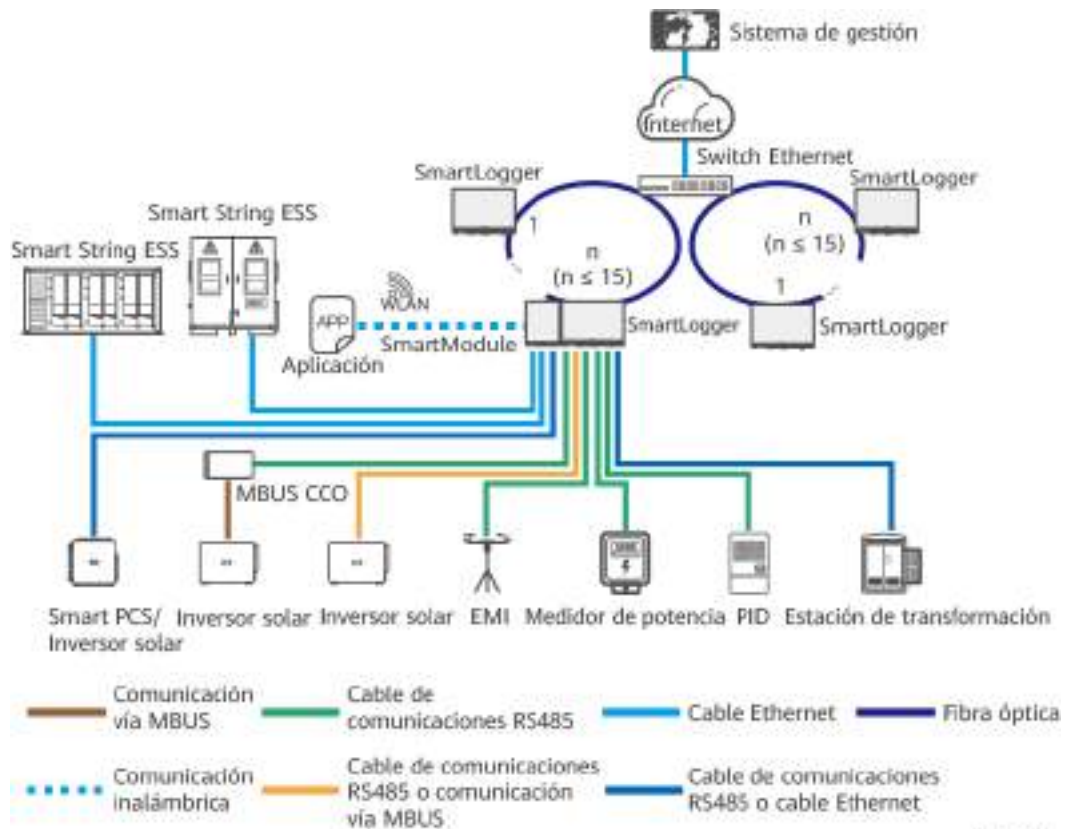 Sistema de gestión
Internet
Switch Ethernet
SmartLogger
SmartLogger
Smart String ESS
Smart String ESS
1
n
(n ≤ 15)
n
(n ≤ 15)
1
WLAN
APP
SmartModule
Aplicación
SmartLogger
SmartLogger
MBUS CCO
Smart PCS/
Inversor solar
Inversor solar
Inversor solar
EMI
Medidor de potencia
PID
Estación de transformación
Comunicación
vía MBUS
Cable de
comunicaciones RS485
Cable Ethernet
Fibra óptica
Comunicación
inalámbrica
Cable de comunicaciones
RS485 o comunicación
vía MBUS
Cable de comunicaciones
RS485 o cable Ethernet